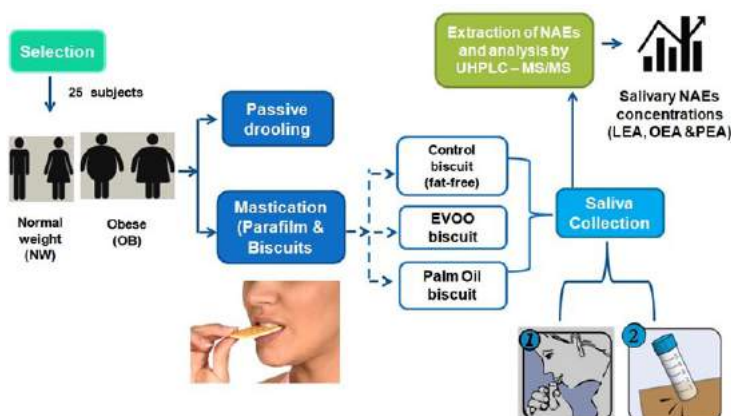 Selection
25 subjects
Normal
weight
(NW)
Obese
(OB)
Passive
drooling
Mastication
(Parafilm &
Biscuits
Control
biscuit
(fat-free)
EVOO
biscuit
Palm Oil
biscuit
Saliva
Collection
Extraction of NAEs
and analysis by
UHPLC – MS/MS
Salivary NAEs
concentrations
(LEA, OEA &PEA)
1
2